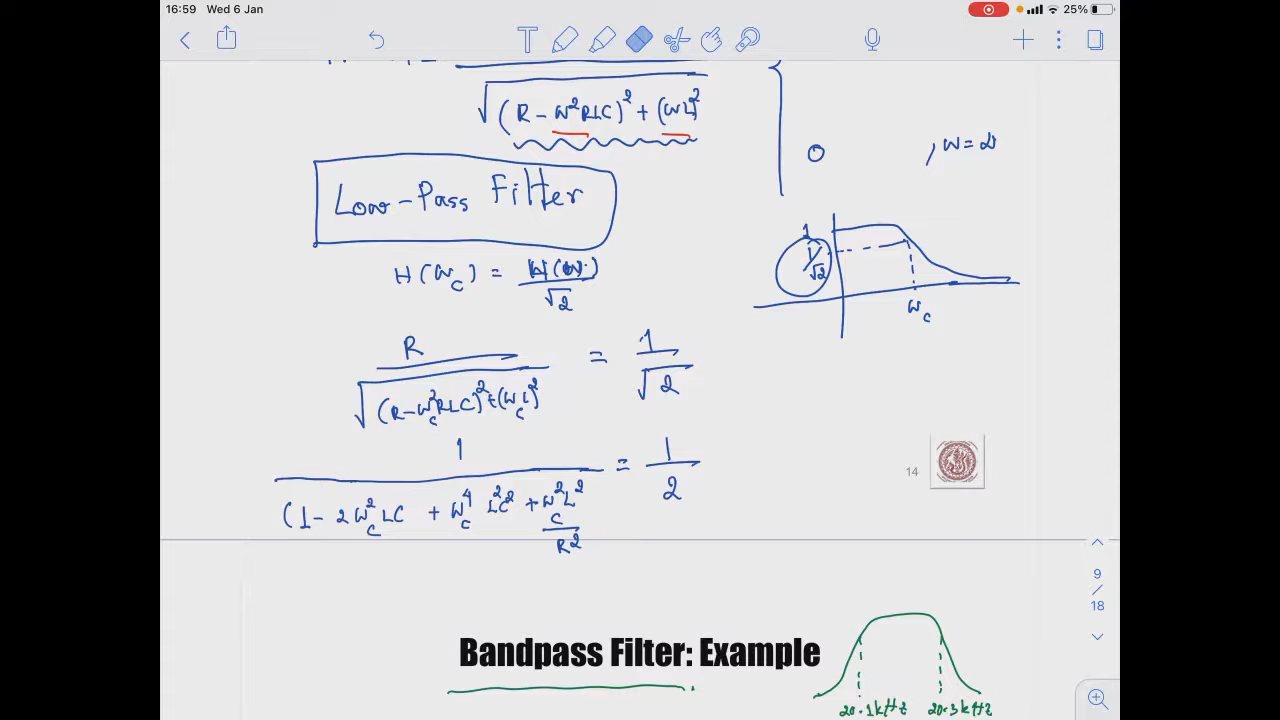 16:59 Wed 6 Jan 25%
√(R - W²RLC)² + (WL)²
0 , W = ∞
Low-Pass Filter
1
1/√2
W_c
H(W_c) = H(0)/√2
R / √(R - W_c²RLC)² + (W_cL)² = 1/√2
1 / (1 - 2W_c²LC + W_c⁴L²C² + W_c²L²/R² = 1/2
14
9
/
18
Bandpass Filter: Example
20.1kHz 20.3kHz